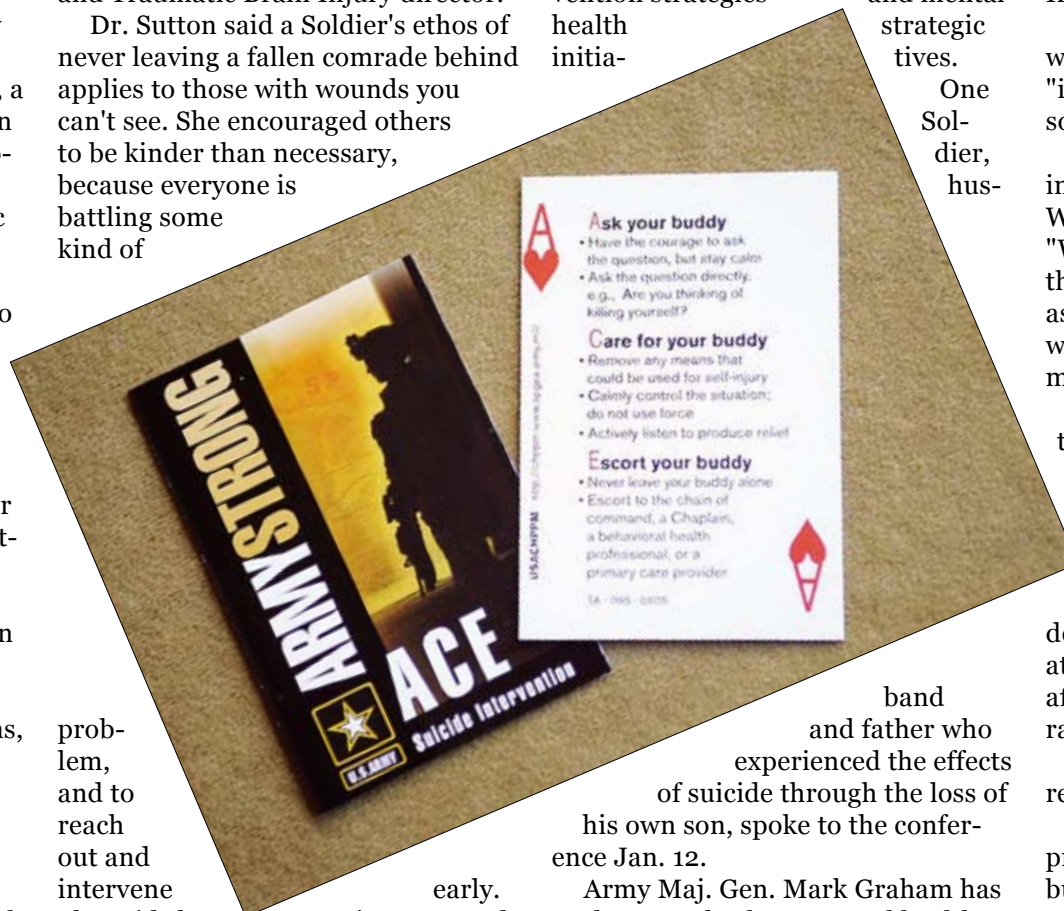 and Traumatic Brain Injury director.
Dr. Sutton said a Soldier's ethos of
never leaving a fallen comrade behind
applies to those with wounds you
can't see. She encouraged others
to be kinder than necessary,
because everyone is
battling some
kind of
prob-
lem,
and to
reach
out and
intervene early.
vention strategies and mental
health strategic
initia- tives.
One
Sol-
dier,
hus-
band
and father who
experienced the effects
of suicide through the loss of
his own son, spoke to the confer-
ence Jan. 12.
Army Maj. Gen. Mark Graham has
ARMY STRONG
U.S.ARMY
ACE
Suicide Intervention
A
Ask your buddy
• Have the courage to ask
the question, but stay calm
• Ask the question directly,
e.g., Are you thinking of
killing yourself?
Care for your buddy
• Remove any means that
could be used for self-injury
• Calmly control the situation;
do not use force
• Actively listen to produce relief
Escort your buddy
• Never leave your buddy alone
• Escort to the chain of
command, a Chaplain,
a behavioral health
professional, or a
primary care provider
USACHPPM
A